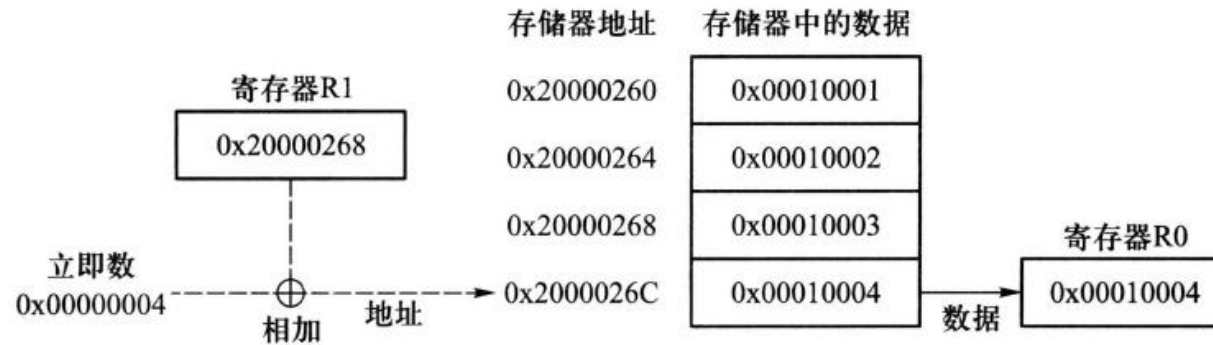 存储器地址 存储器中的数据
寄存器R1
0x20000268
0x20000260 0x00010001
0x20000264 0x00010002
0x20000268 0x00010003
寄存器R0
立即数
0x00000004
相加
地址
0x2000026C 0x00010004
数据
0x00010004